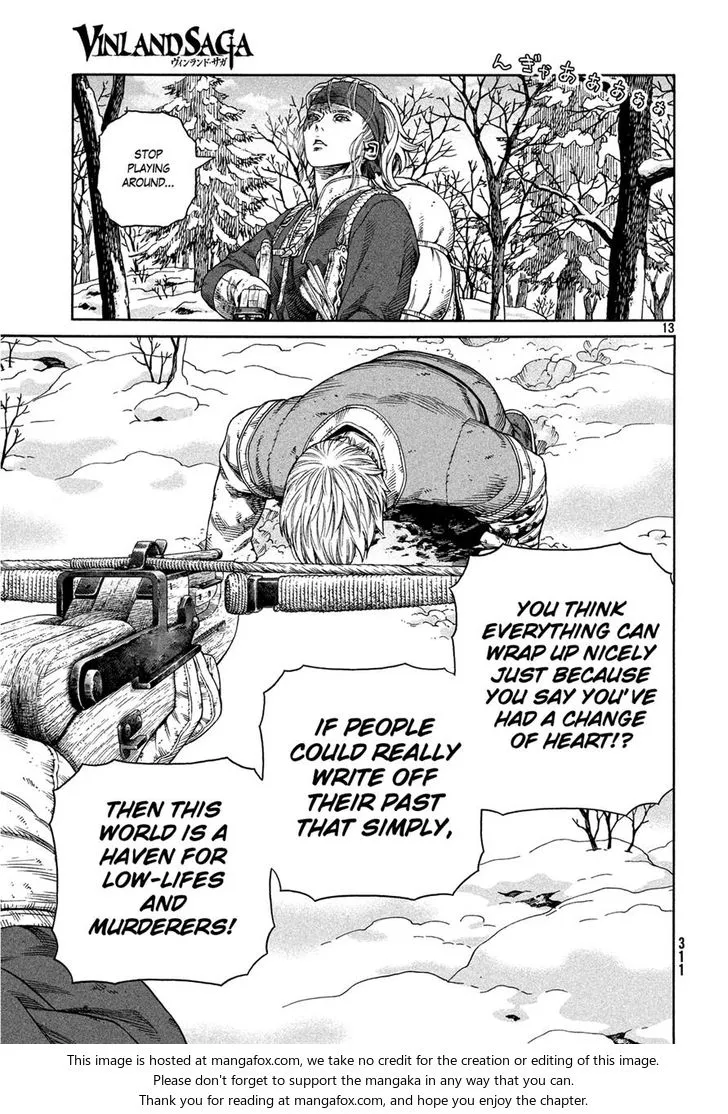 VINLAND SAGA
ヴィンランド・サガ
んぎゃあぁぁぁぁぁ
STOP
PLAYING
AROUND...
13
YOU THINK
EVERYTHING CAN
WRAP UP NICELY
JUST BECAUSE
YOU SAY YOU'VE
HAD A CHANGE
OF HEART!?
IF PEOPLE
COULD REALLY
WRITE OFF
THEIR PAST
THAT SIMPLY,
THEN THIS
WORLD IS A
HAVEN FOR
LOW-LIFES
AND
MURDERERS!
311
This image is hosted at mangafox.com, we take no credit for the creation or editing of this image.
Please don't forget to support the mangaka in any way that you can.
Thank you for reading at mangafox.com, and hope you enjoy the chapter.